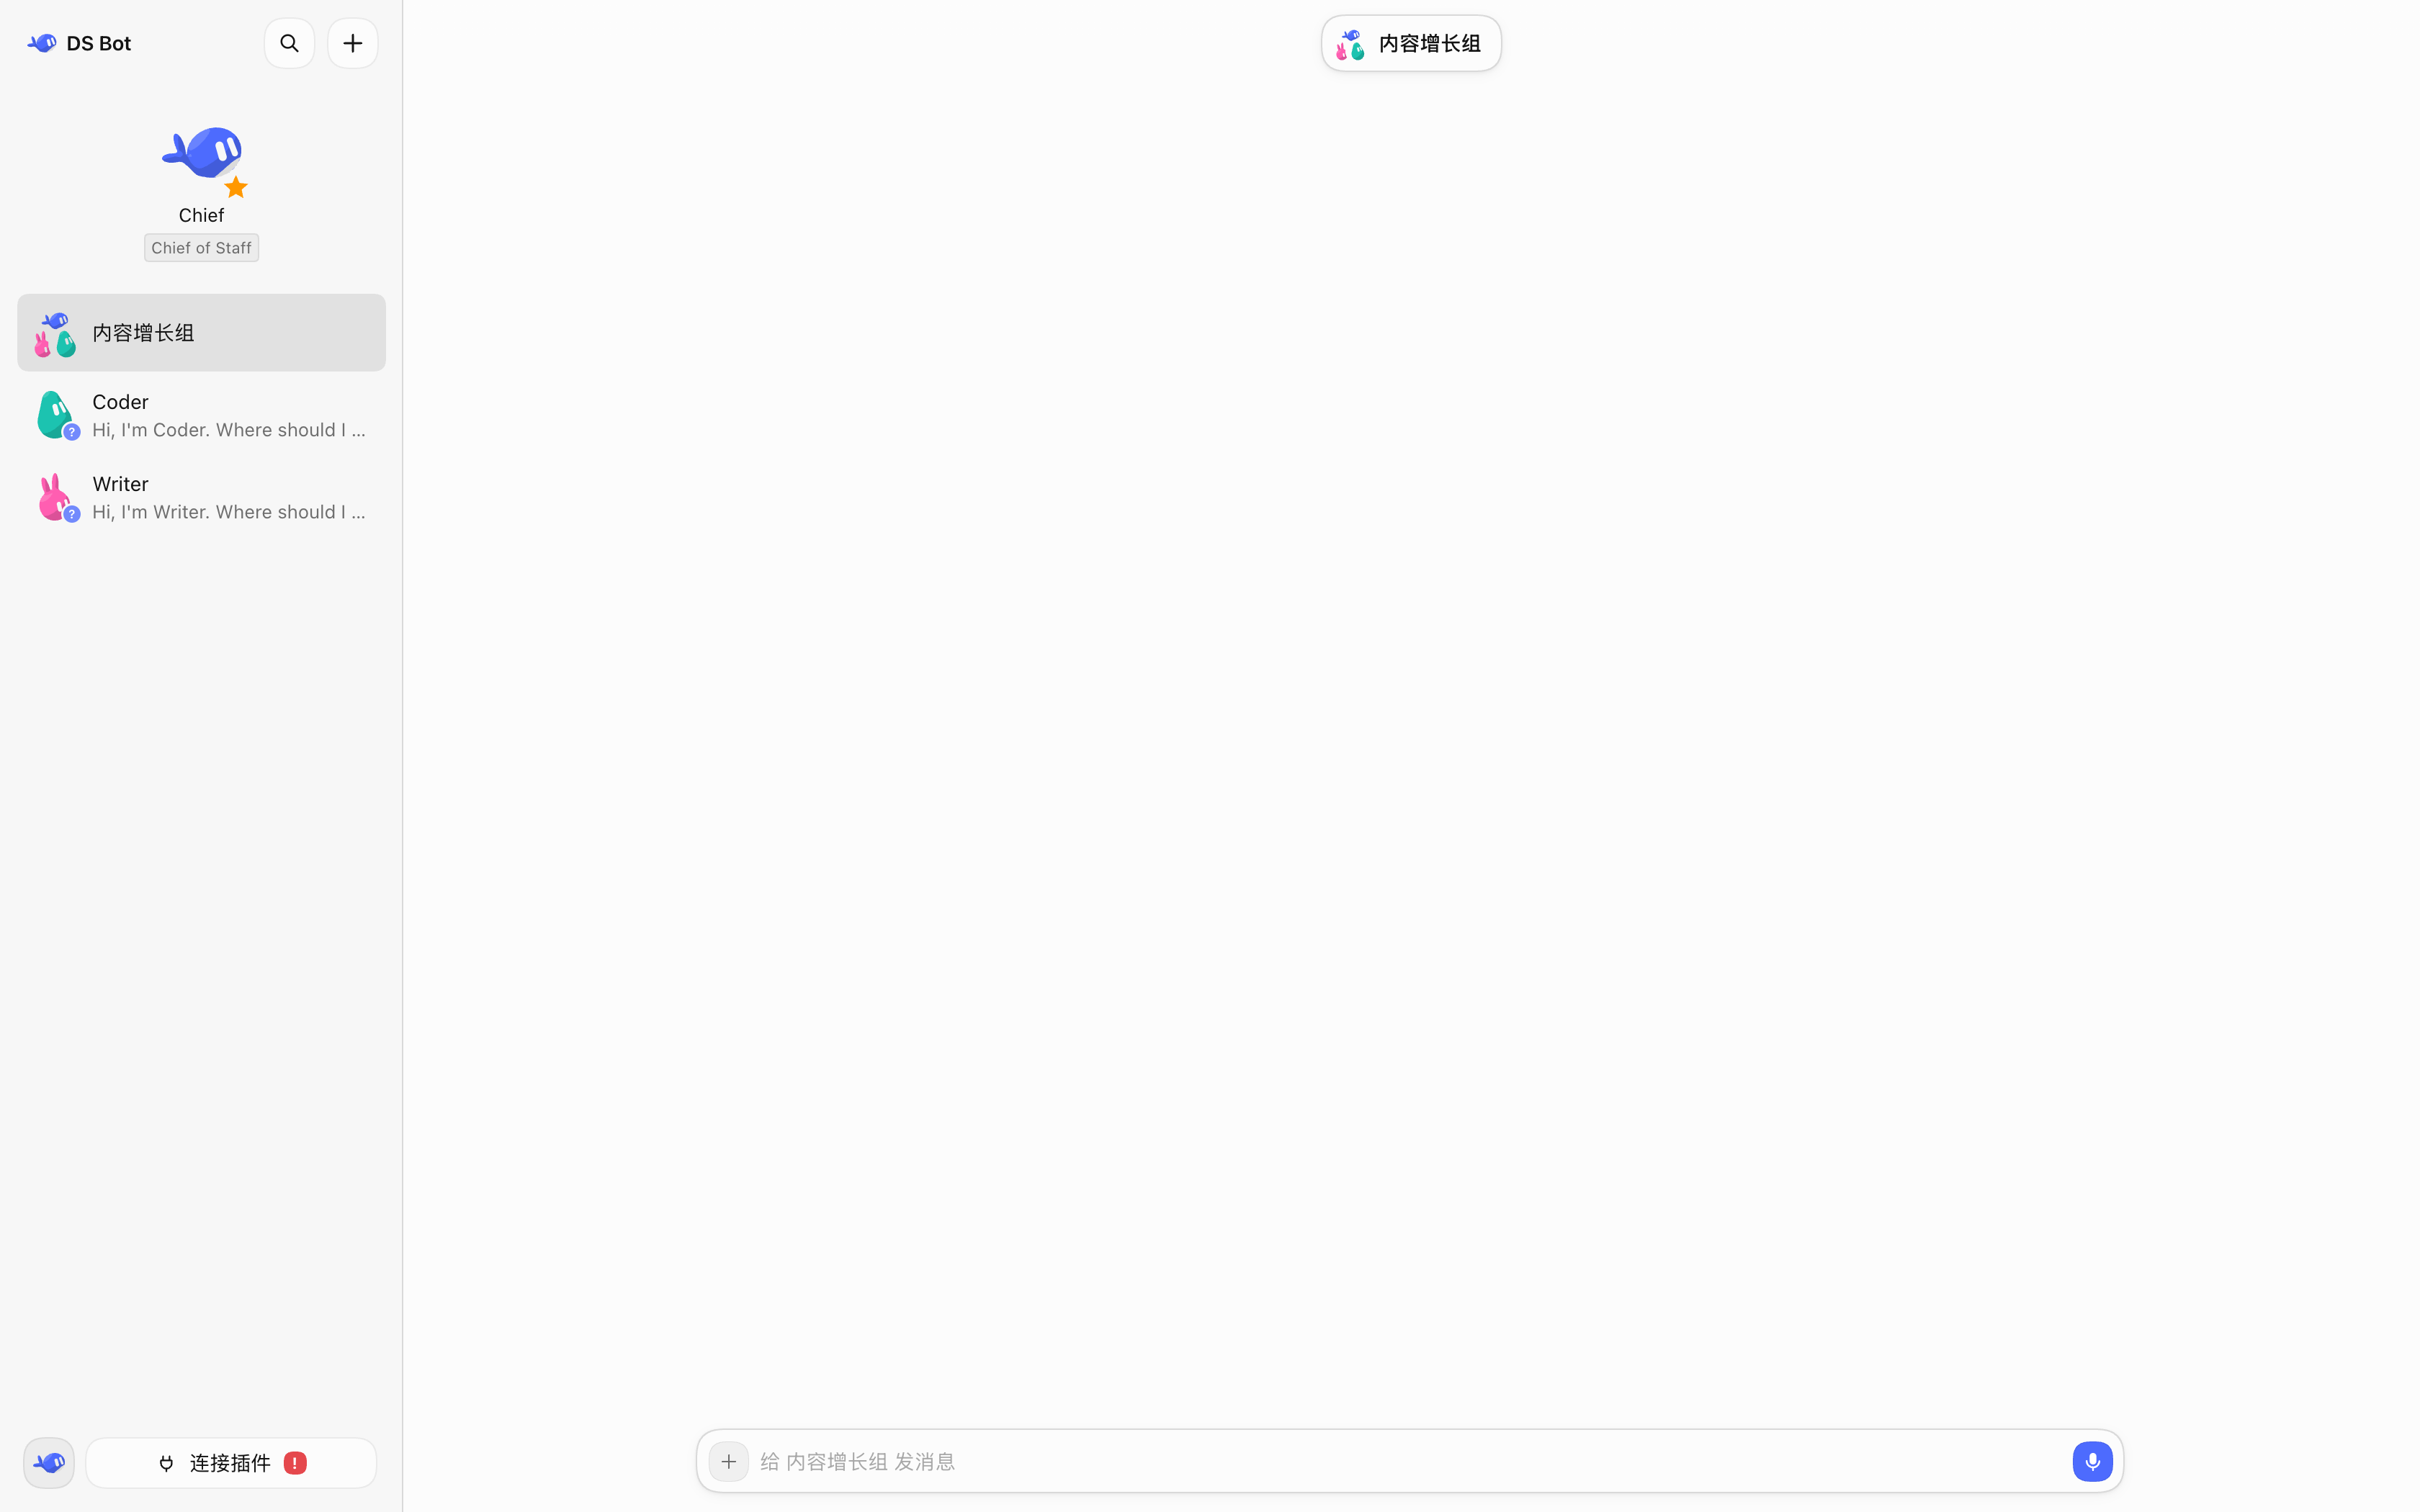 DS Bot
Chief
Chief of Staff
内容增长组
Coder
Hi, I'm Coder. Where should I ...
?
Writer
Hi, I'm Writer. Where should I ...
?
连接插件 !
内容增长组
给 内容增长组 发消息